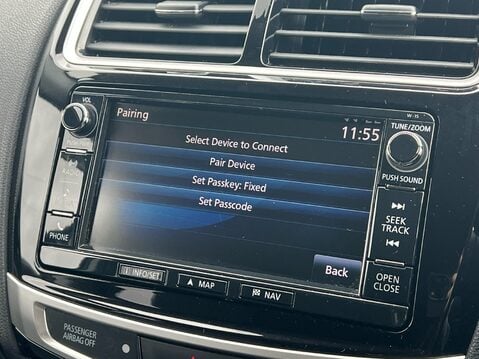 W-15
VOL
Pairing
11:55
TUNE/ZOOM
Select Device to Connect
Pair Device
Set Passkey: Fixed
Set Passcode
PUSH SOUND
SEEK
TRACK
PHONE
Back
OPEN
CLOSE
INFO/SET
MAP
NAV
PASSENGER
AIRBAG OFF